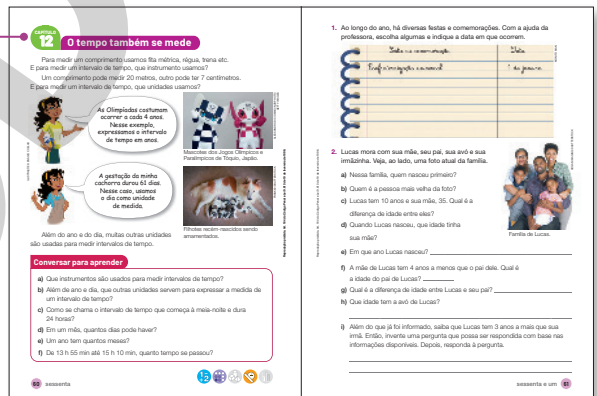 CAPÍTULO
12
O tempo também se mede
Para medir um comprimento usamos fita métrica, régua, trena etc.
E para medir um intervalo de tempo, que instrumento usamos?
Um comprimento pode medir 20 metros, outro pode ter 7 centímetros.
E para medir um intervalo de tempo, que unidades usamos?
As Olimpíadas costumam
ocorrer a cada 4 anos.
Nesse exemplo,
expressamos o intervalo
de tempo em anos.
Mascotes dos Jogos Olímpicos e
Paralímpicos de Tóquio, Japão.
A gestação da minha
cachorra durou 61 dias.
Nesse caso, usamos
o dia como unidade
de medida.
Filhotes recém-nascidos sendo
amamentados.
Além do ano e do dia, muitas outras unidades
são usadas para medir intervalos de tempo.
Conversar para aprender
a) Que instrumentos são usados para medir intervalos de tempo?
b) Além de ano e dia, que outras unidades servem para expressar a medida de
um intervalo de tempo?
c) Como se chama o intervalo de tempo que começa à meia-noite e dura
24 horas?
d) Em um mês, quantos dias pode haver?
e) Um ano tem quantos meses?
f) De 13 h 55 min até 15 h 10 min, quanto tempo se passou?
60 sessenta
1. Ao longo do ano, há diversas festas e comemorações. Com a ajuda da
professora, escolha algumas e indique a data em que ocorrem.
Festa ou comemoração Data
Confraternização universal 1º de janeiro
2. Lucas mora com sua mãe, seu pai, sua avó e sua
irmãzinha. Veja, ao lado, uma foto atual da família.
a) Nessa família, quem nasceu primeiro?
b) Quem é a pessoa mais velha da foto?
c) Lucas tem 10 anos e sua mãe, 35. Qual é a
diferença de idade entre eles?
d) Quando Lucas nasceu, que idade tinha
sua mãe?
Família de Lucas.
e) Em que ano Lucas nasceu?
f) A mãe de Lucas tem 4 anos a menos que o pai dele. Qual é
a idade do pai de Lucas?
g) Qual é a diferença de idade entre Lucas e seu pai?
h) Que idade tem a avó de Lucas?
i) Além do que já foi informado, saiba que Lucas tem 3 anos a mais que sua
irmã. Então, invente uma pergunta que possa ser respondida com base nas
informações disponíveis. Depois, responda à pergunta.
sessenta e um 61